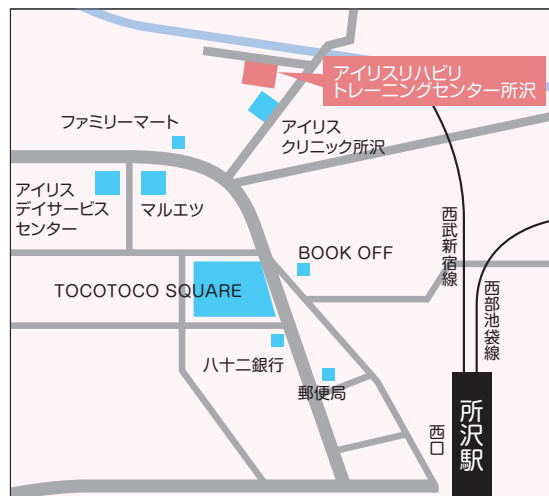 アイリスリハビリ
トレーニングセンター所沢
ファミリーマート
アイリス
クリニック所沢
アイリス
デイサービス
センター
マルエツ
西武新宿線
BOOK OFF
西部池袋線
TOCOTOCO SQUARE
八十二銀行
郵便局
西口
所沢駅